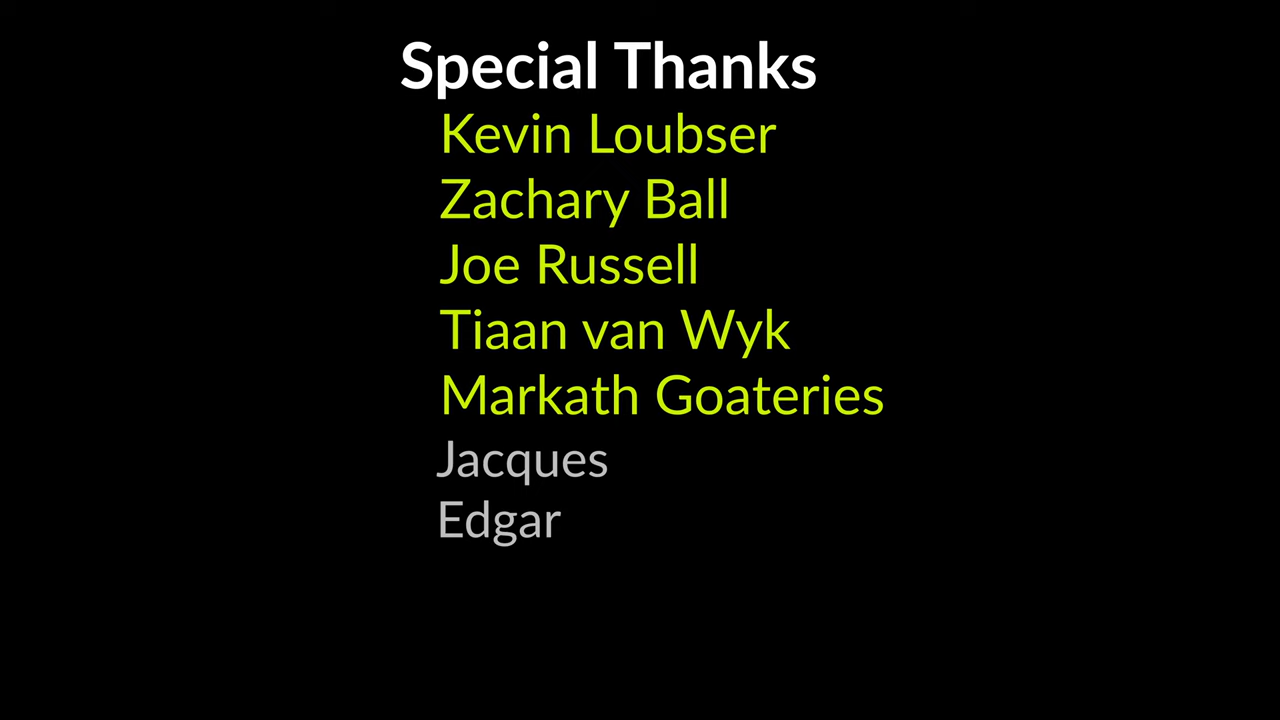 Special Thanks
Kevin Loubser
Zachary Ball
Joe Russell
Tiaan van Wyk
Markath Goateries
Jacques
Edgar